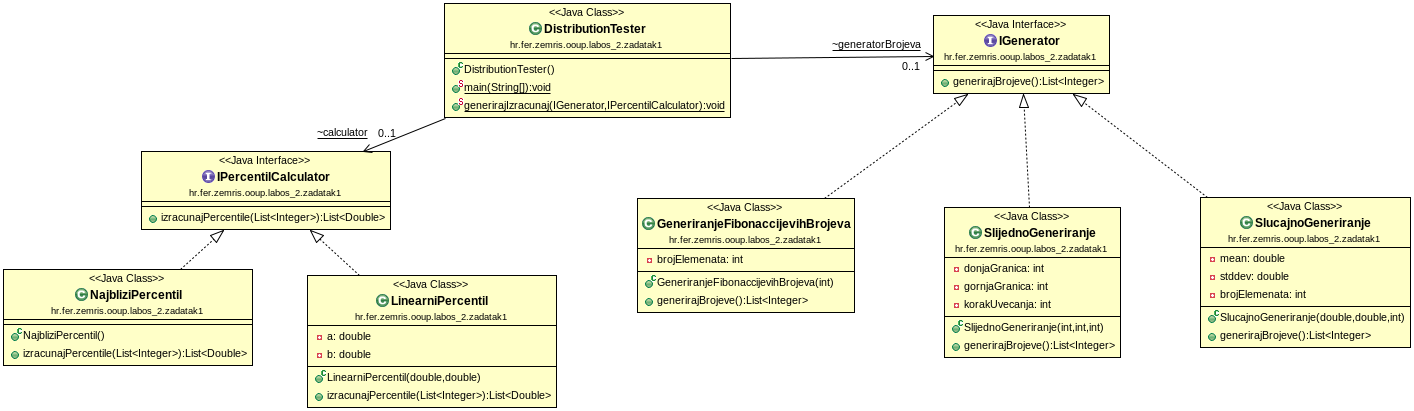 <<Java Class>>
DistributionTester
hr.fer.zemris.ooup.labos_2.zadatak1
DistributionTester()
main(String[]):void
generirajIzracunaj(IGenerator,IPercentilCalculator):void
~generatorBrojeva
0..1
<<Java Interface>>
IGenerator
hr.fer.zemris.ooup.labos_2.zadatak1
generirajBrojeve():List<Integer>
~calculator
0..1
<<Java Interface>>
IPercentilCalculator
hr.fer.zemris.ooup.labos_2.zadatak1
izracunajPercentile(List<Integer>):List<Double>
<<Java Class>>
NajbliziPercentil
hr.fer.zemris.ooup.labos_2.zadatak1
NajbliziPercentil()
izracunajPercentile(List<Integer>):List<Double>
<<Java Class>>
LinearniPercentil
hr.fer.zemris.ooup.labos_2.zadatak1
a: double
b: double
LinearniPercentil(double,double)
izracunajPercentile(List<Integer>):List<Double>
<<Java Class>>
GeneriranjeFibonaccijevihBrojeva
hr.fer.zemris.ooup.labos_2.zadatak1
brojElemenata: int
GeneriranjeFibonaccijevihBrojeva(int)
generirajBrojeve():List<Integer>
<<Java Class>>
SlijednoGeneriranje
hr.fer.zemris.ooup.labos_2.zadatak1
donjaGranica: int
gornjaGranica: int
korakUvecanja: int
SlijednoGeneriranje(int,int,int)
generirajBrojeve():List<Integer>
<<Java Class>>
SlucajnoGeneriranje
hr.fer.zemris.ooup.labos_2.zadatak1
mean: double
stddev: double
brojElemenata: int
SlucajnoGeneriranje(double,double,int)
generirajBrojeve():List<Integer>